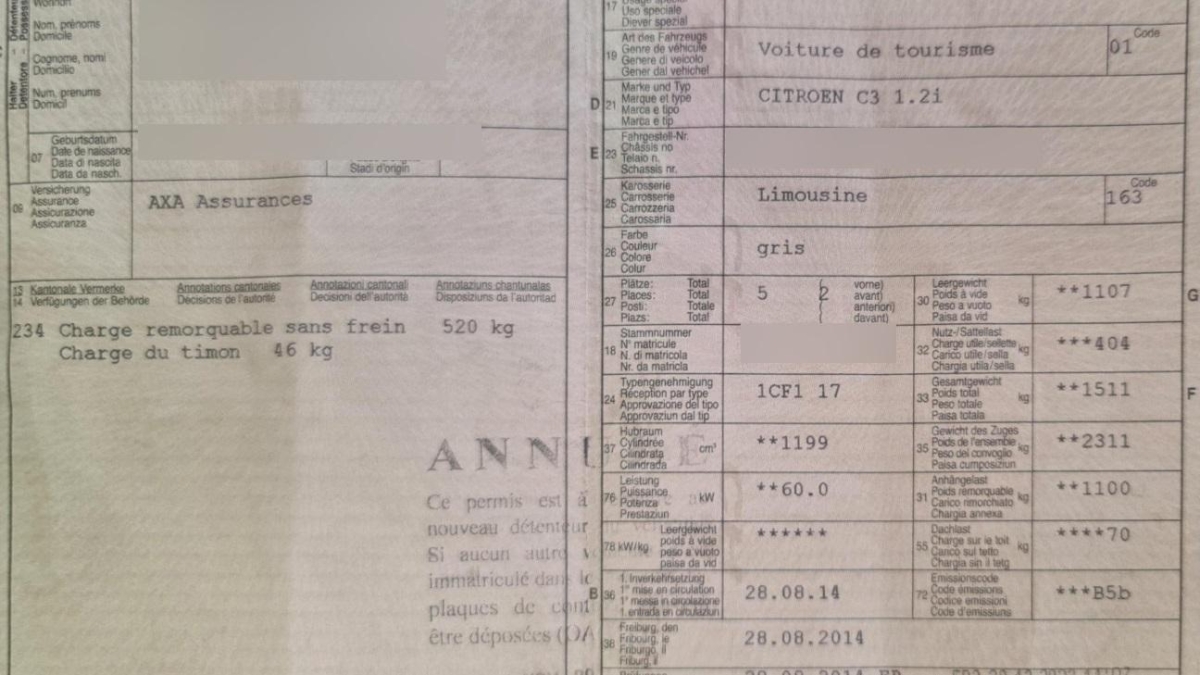 Nom, prénoms
Domicile
Cognome, nomi
Domicilio
Num, prenums
Domicil
07
Geburtsdatum
Date de naissance
Data di nascita
Data da nasch.
Stadi d'origin
09
Versicherung
Assurance
Assicurazione
Assicuranza
AXA Assurances
13 Kantonale Vermerke Annotations cantonales Annotazioni cantonali Annotaziuns chantunalas
14 Verfügungen der Behörde Décisions de l'autorité Decisioni dell'autorità Dispoziziuns da l'autoritad
234 Charge remorquable sans frein 520 kg
Charge du timon 46 kg
ANNU E
Ce permis est à
nouveau détenteur
Si aucun autre v
immatriculé dans le
plaques de cont
être déposées (OA
17
Uso speciale
Diever spezial
19
Art des Fahrzeugs
Genre de véhicule
Genere di veicolo
Gener dal vehichel
Voiture de tourisme
Code
01
D 21
Marke und Typ
Marque et type
Marca e tipo
Marca e tip
CITROEN C3 1.2i
E 23
Fahrgestell-Nr.
Châssis no
Telaio n.
Schassis nr.
25
Karosserie
Carrosserie
Carrozzeria
Carossaria
Limousine
Code
163
26
Farbe
Couleur
Colore
Colur
gris
27
Plätze: Total
Places: Total
Posti: Totale
Plazs: Total
5 2
vorne)
avant)
anteriori)
davant)
30
Leergewicht
Poids à vide
Peso a vuoto
Paisa da vid
kg
**1107
G
18
Stammnummer
N° matricule
N. di matricola
Nr. da matricla
32
Nutz-/Sattellast
Charge utile/sellette
Carico utile/sella
Chargia utila/sella
kg
***404
24
Typengenehmigung
Réception par type
Approvazione del tipo
Approvaziun dal tip
1CF1 17
33
Gesamtgewicht
Poids total
Peso totale
Paisa totala
kg
**1511
F
37
Hubraum
Cylindrée
Cilindrata
Cilindrada
cm³
**1199
35
Gewicht des Zuges
Poids de l'ensemble
Peso del convoglio
Paisa cumposiziun
kg
**2311
76
Leistung
Puissance
Potenza
Prestaziun
kW
**60.0
31
Anhängelast
Poids remorquable
Carico rimorchiato
Chargia annexa
kg
**1100
78 kW/kg
Leergewicht
poids à vide
peso a vuoto
paisa da vid
******
55
Dachlast
Charge sur le toit
Carico sul tetto
Chargia sin il tetg
kg
****70
B 36
1. Inverkehrsetzung
1re mise en circulation
1a messa in circolazione
1. entrada en circulaziun
28.08.14
72
Emissionscode
Code émissions
Codice emissioni
Code d'emissiuns
***B5b
38
Freiburg, den
Fribourg, le
Friburgo, il
Friburg, il
28.08.2014